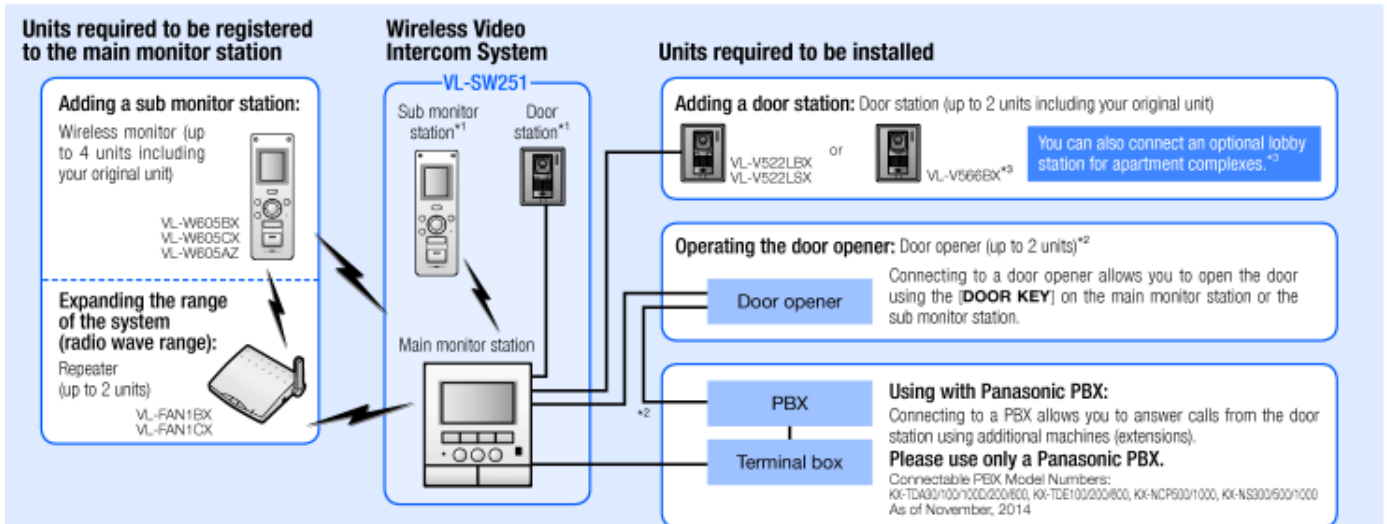 Units required to be registered
to the main monitor station
Adding a sub monitor station:
Wireless monitor (up
to 4 units including
your original unit)
VL-W605BX
VL-W605CX
VL-W605AZ
Expanding the range
of the system
(radio wave range):
Repeater
(up to 2 units)
VL-FAN1BX
VL-FAN1CX
Wireless Video
Intercom System
VL-SW251
Sub monitor
station*1
Door
station*1
Main monitor station
Units required to be installed
Adding a door station: Door station (up to 2 units including your original unit)
VL-V522LBX
VL-V522LSX
or
VL-V566BX*3
You can also connect an optional lobby
station for apartment complexes.*3
Operating the door opener: Door opener (up to 2 units)*2
Door opener
Connecting to a door opener allows you to open the door
using the [DOOR KEY] on the main monitor station or the
sub monitor station.
*2
PBX
Terminal box
Using with Panasonic PBX:
Connecting to a PBX allows you to answer calls from the door
station using additional machines (extensions).
Please use only a Panasonic PBX.
Connectable PBX Model Numbers:
KX-TDA30/100/100D/200/600, KX-TDE100/200/600, KX-NCP500/1000, KX-NS300/500/1000
As of November, 2014